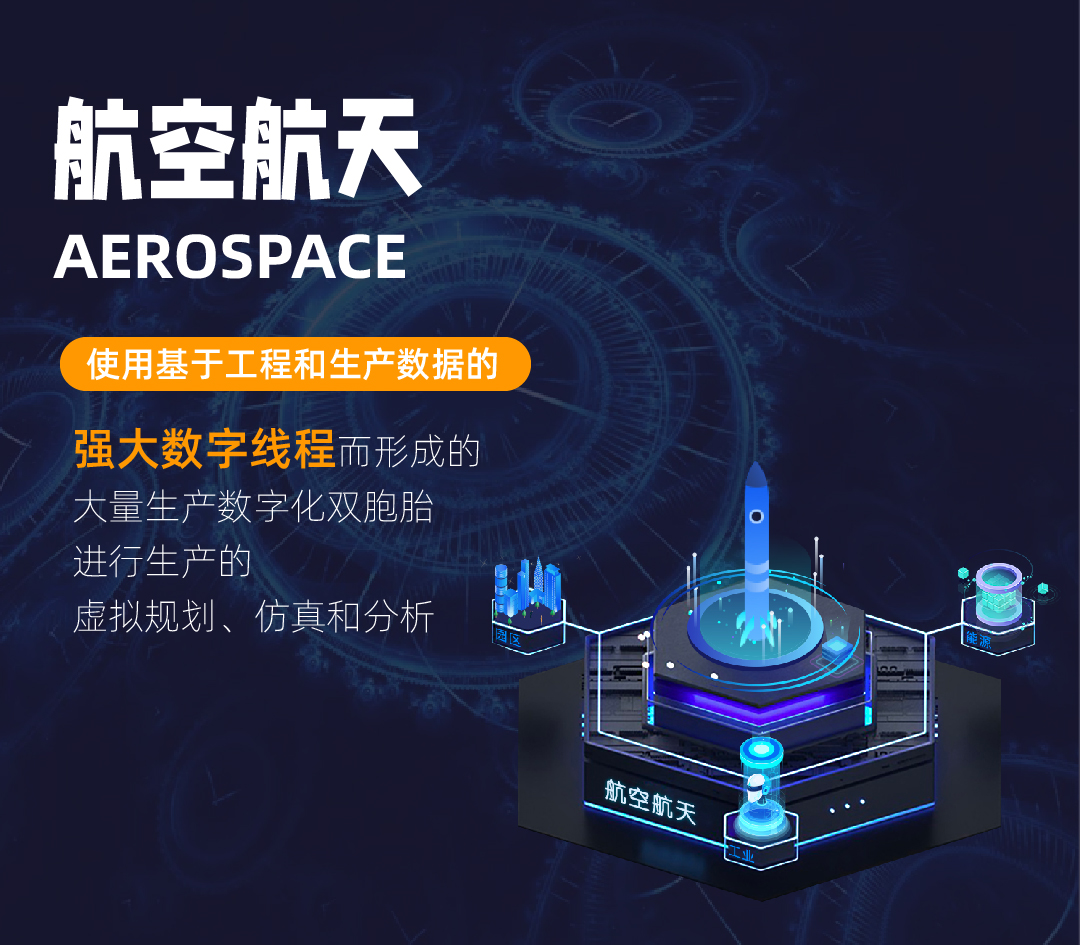 航空航天
AEROSPACE
使用基于工程和生产数据的
强大数字线程而形成的
大量生产数字化双胞胎
进行生产的
虚拟规划、仿真和分析
园区
能源
航空航天
工业